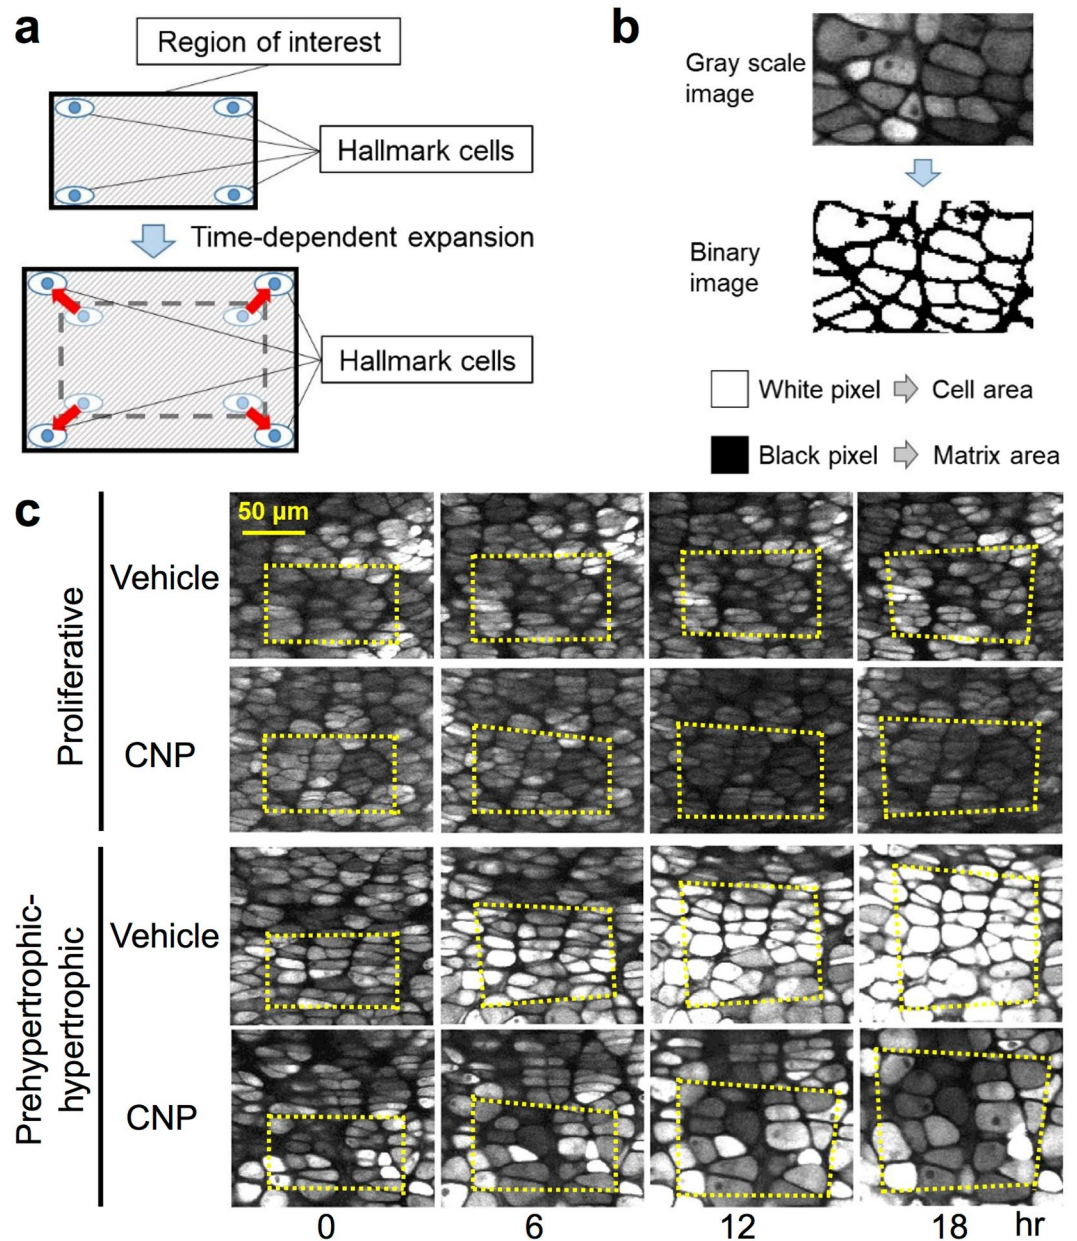 a
Region of interest
Hallmark cells
Time-dependent expansion
Hallmark cells
b
Gray scale
image
Binary
image
White pixel
Cell area
Black pixel
Matrix area
c
50 μm
Proliferative
Vehicle
CNP
Prehypertrophic-
hypertrophic
Vehicle
CNP
0
6
12
18
hr